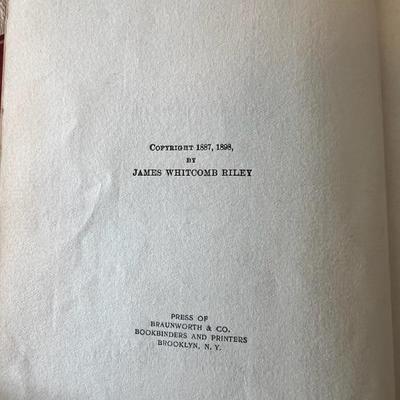 COPYRIGHT 1887, 1898,
BY
JAMES WHITCOMB RILEY
PRESS OF
BRAUNWORTH & CO.
BOOKBINDERS AND PRINTERS
BROOKLYN, N. Y.